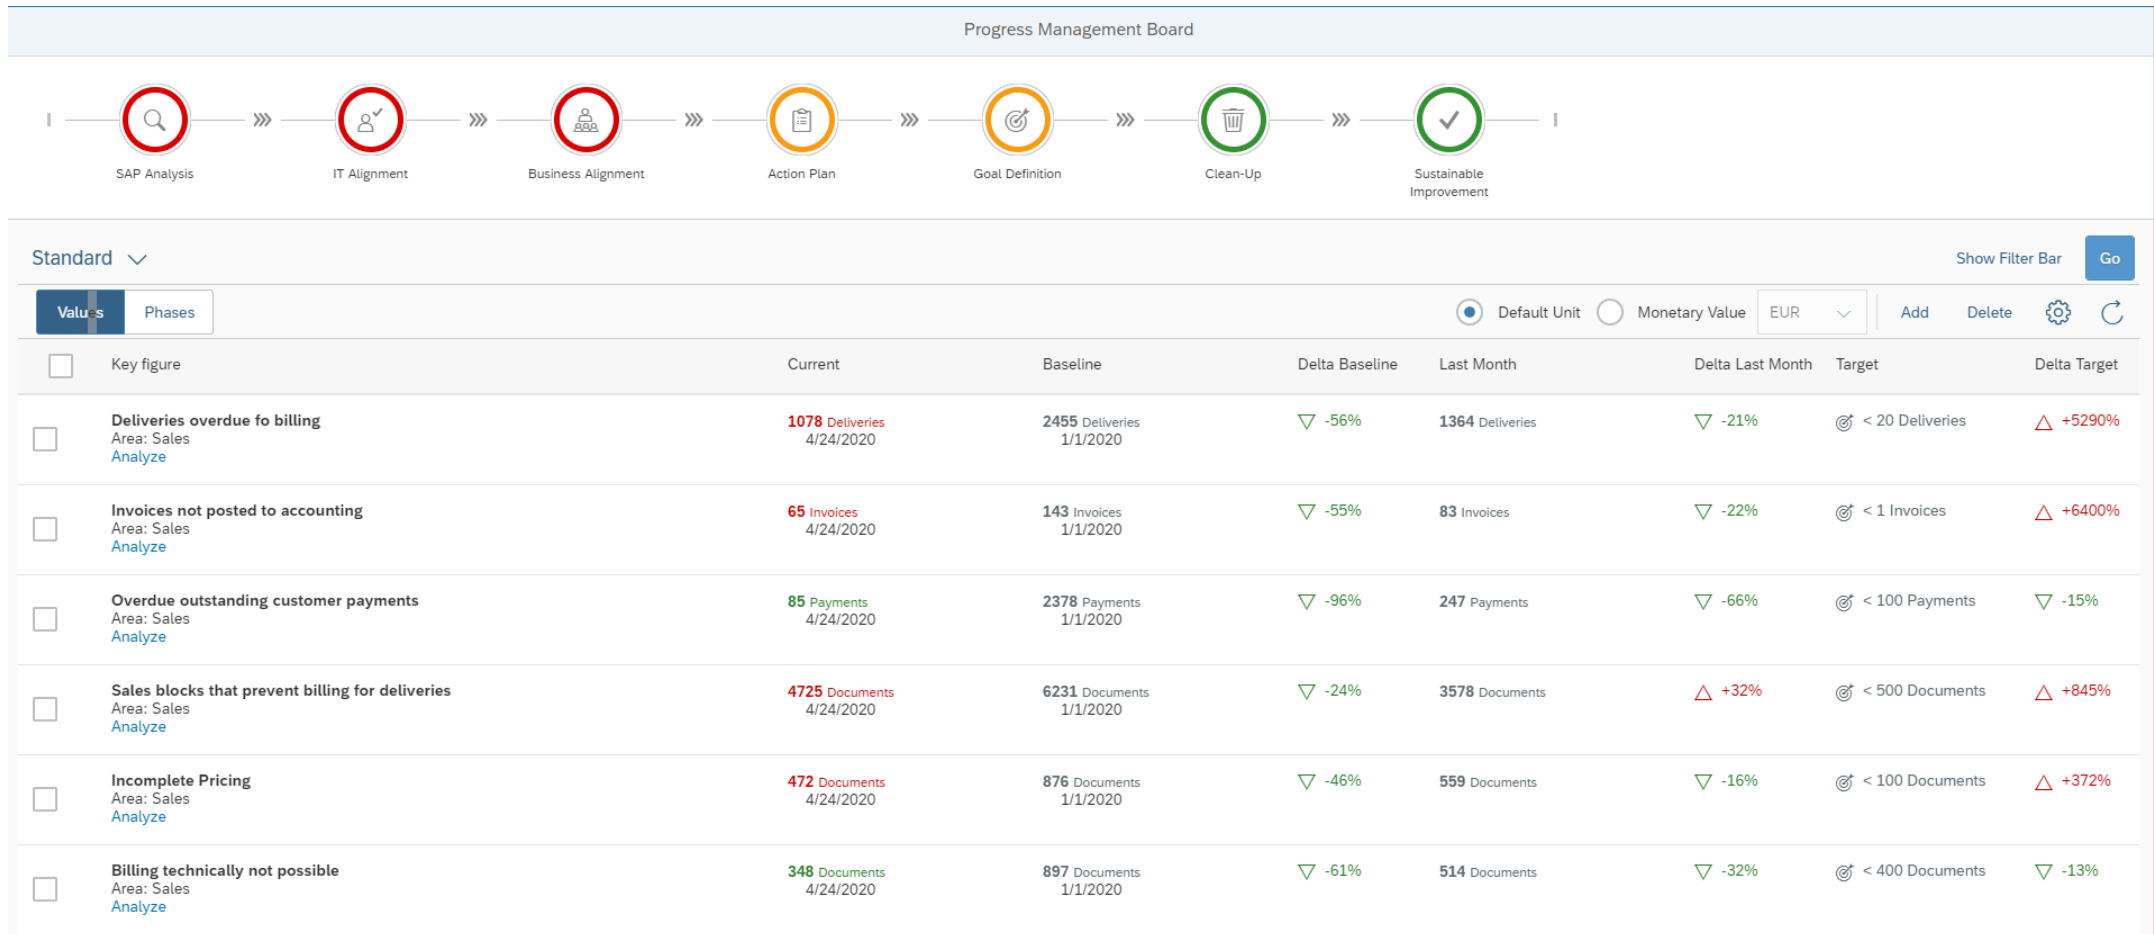 Progress Management Board
SAP Analysis
IT Alignment
Business Alignment
Action Plan
Goal Definition
Clean-Up
Sustainable
Improvement
Standard
Show Filter Bar
Go
Values
Phases
Default Unit
Monetary Value
EUR
Add
Delete
Key figure
Current
Baseline
Delta Baseline
Last Month
Delta Last Month
Target
Delta Target
Deliveries overdue fo billing
Area: Sales
Analyze
1078 Deliveries
4/24/2020
2455 Deliveries
1/1/2020
-56%
1364 Deliveries
-21%
< 20 Deliveries
+5290%
Invoices not posted to accounting
Area: Sales
Analyze
65 Invoices
4/24/2020
143 Invoices
1/1/2020
-55%
83 Invoices
-22%
< 1 Invoices
+6400%
Overdue outstanding customer payments
Area: Sales
Analyze
85 Payments
4/24/2020
2378 Payments
1/1/2020
-96%
247 Payments
-66%
< 100 Payments
-15%
Sales blocks that prevent billing for deliveries
Area: Sales
Analyze
4725 Documents
4/24/2020
6231 Documents
1/1/2020
-24%
3578 Documents
+32%
< 500 Documents
+845%
Incomplete Pricing
Area: Sales
Analyze
472 Documents
4/24/2020
876 Documents
1/1/2020
-46%
559 Documents
-16%
< 100 Documents
+372%
Billing technically not possible
Area: Sales
Analyze
348 Documents
4/24/2020
897 Documents
1/1/2020
-61%
514 Documents
-32%
< 400 Documents
-13%